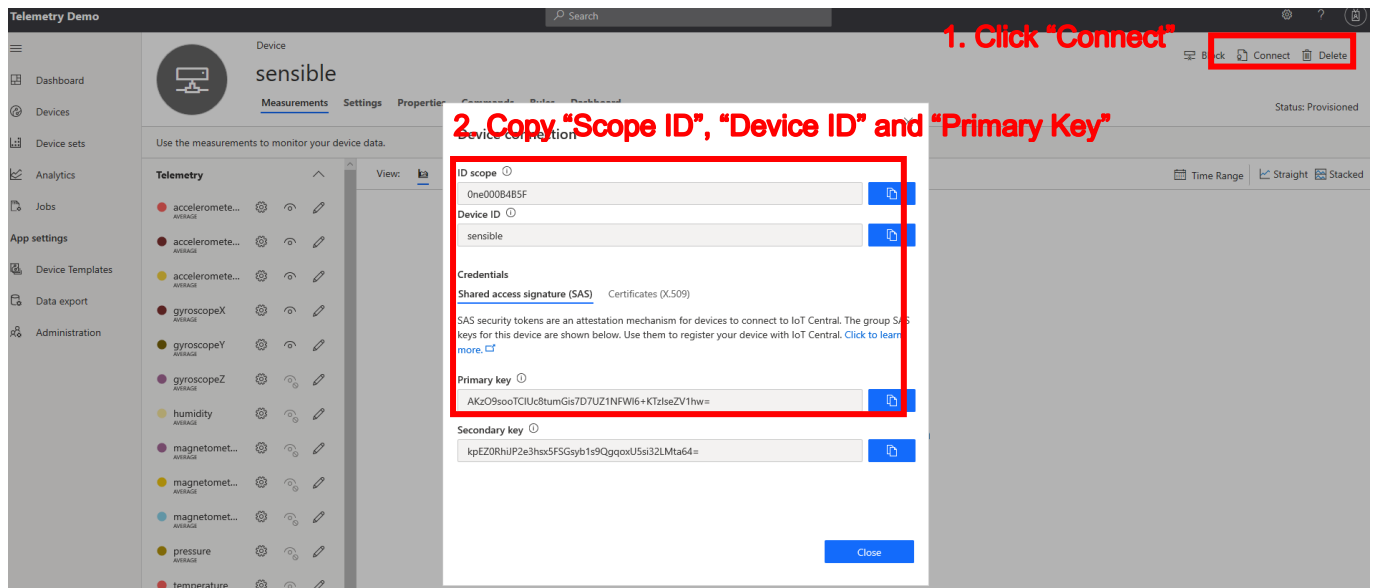 Telemetry Demo
Search
?
1. Click “Connect”
Block Connect Delete
Device
sensible
Measurements Settings Properties Commands Rules Dashboard
Status: Provisioned
Dashboard
Devices
Device sets
Analytics
Jobs
App settings
Device Templates
Data export
Administration
Use the measurements to monitor your device data.
Telemetry
View:
Time Range Straight Stacked
acceleromete...
AVERAGE
acceleromete...
AVERAGE
acceleromete...
AVERAGE
gyroscopeX
AVERAGE
gyroscopeY
AVERAGE
gyroscopeZ
AVERAGE
humidity
AVERAGE
magnetomet...
AVERAGE
magnetomet...
AVERAGE
magnetomet...
AVERAGE
pressure
AVERAGE
temperature
2. Copy “Scope ID”, “Device ID” and “Primary Key”
Device connection
ID scope
0ne000B4B5F
Device ID
sensible
Credentials
Shared access signature (SAS) Certificates (X.509)
SAS security tokens are an attestation mechanism for devices to connect to IoT Central. The group SAS
keys for this device are shown below. Use them to register your device with IoT Central. Click to learn
more.
Primary key
AKzO9sooTCIUc8tumGis7D7UZ1NFWI6+KTzlseZV1hw=
Secondary key
kpEZ0RhiJP2e3hsx5FSGsyb1s9QgqoxU5si32LMta64=
Close